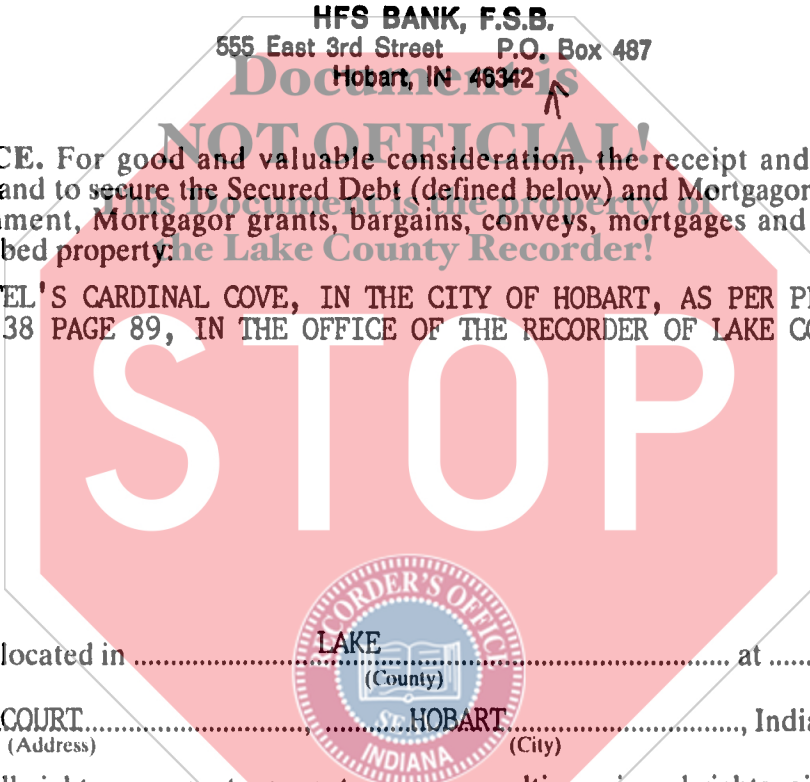 HFS BANK, F.S.B.
555 East 3rd Street P.O. Box 487
Hobart, IN 46342
Document is
NOT OFFICIAL!
This Document is the property of
the Lake County Recorder!
CE. For good and valuable consideration, the receipt and
and to secure the Secured Debt (defined below) and Mortgagor
ment, Mortgagor grants, bargains, conveys, mortgages and
bed property:
EL'S CARDINAL COVE, IN THE CITY OF HOBART, AS PER P
38 PAGE 89, IN THE OFFICE OF THE RECORDER OF LAKE CO
STOP
RECORDER'S OFFICE
SEAL
INDIANA
located in ........ LAKE ........ at ........
(County)
COURT ........, ........ HOBART ........, India
(Address) (City)